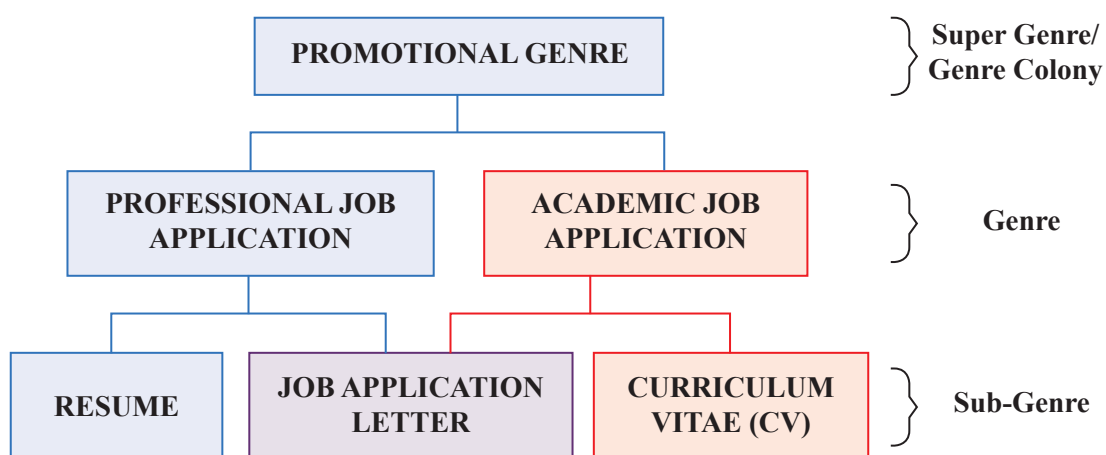 PROMOTIONAL GENRE
Super Genre/
Genre Colony
PROFESSIONAL JOB
APPLICATION
ACADEMIC JOB
APPLICATION
Genre
RESUME
JOB APPLICATION
LETTER
CURRICULUM
VITAE (CV)
Sub-Genre